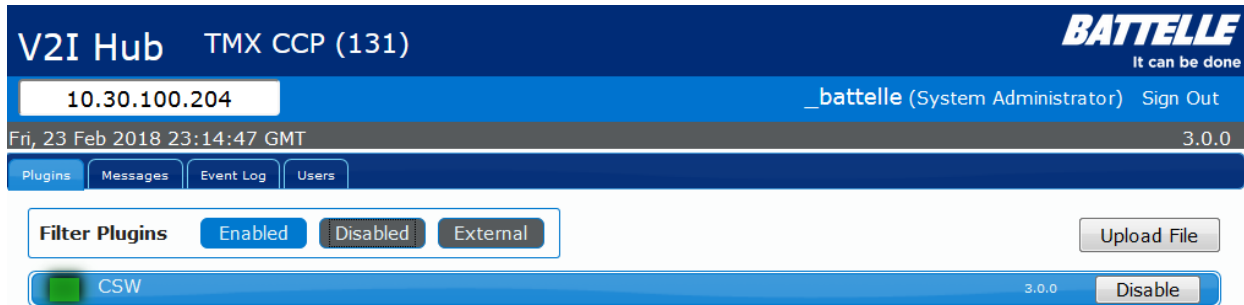 V2I Hub TMX CCP (131) BATTELLE
It can be done
10.30.100.204 _battelle (System Administrator) Sign Out
Fri, 23 Feb 2018 23:14:47 GMT 3.0.0
Plugins Messages Event Log Users
Filter Plugins Enabled Disabled External Upload File
CSW 3.0.0 Disable